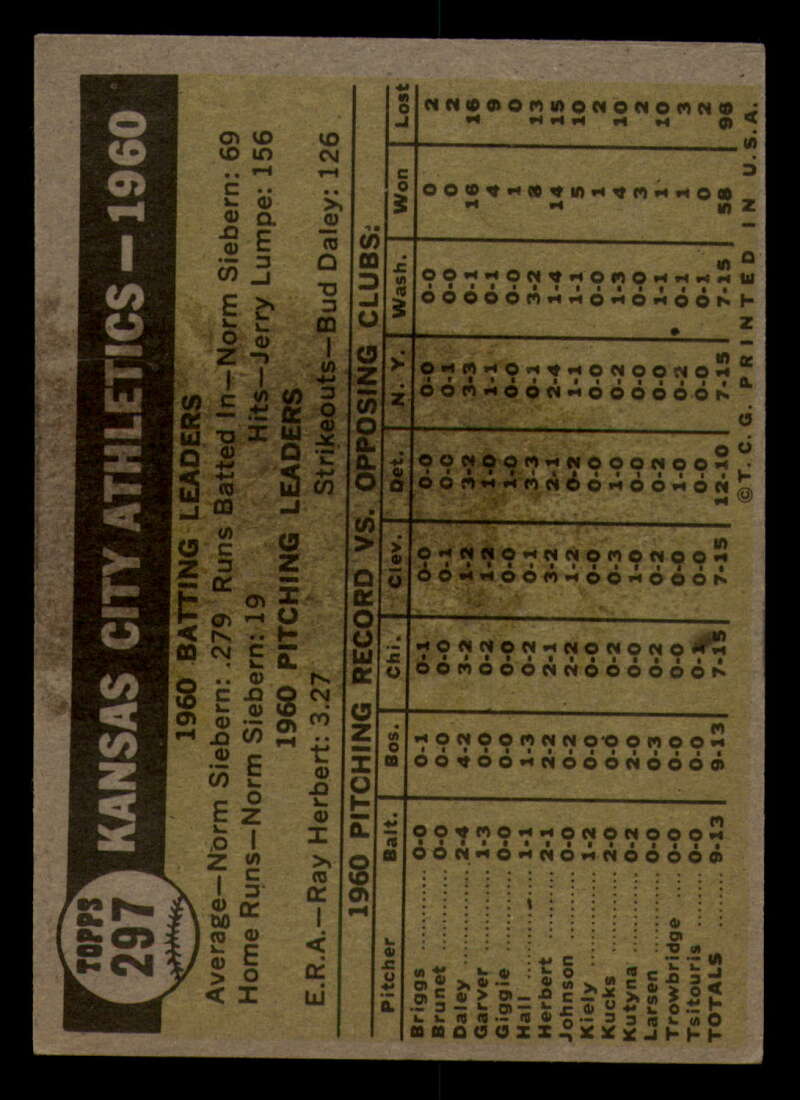 TOPPS
297
KANSAS CITY ATHLETICS—1960
1960 BATTING LEADERS
Average—Norm Siebern: .279 Runs Batted In—Norm Siebern: 69
Home Runs—Norm Siebern: 19 Hits—Jerry Lumpe: 156
1960 PITCHING LEADERS
E.R.A.—Ray Herbert: 3.27 Strikeouts—Bud Daley: 126
1960 PITCHING RECORD VS. OPPOSING CLUBS:
Pitcher Balt. Bos. Chi. Clev. Det. N. Y. Wash. Won Lost
Briggs 0-0 0-1 0-1 0-0 0-0 0-0 0-0 0 2
Brunet 0-0 0-0 0-0 0-1 0-0 0-1 0-0 0 2
Daley 2-4 4-2 3-2 1-2 3-2 3-3 0-1 16 16
Garver 1-3 0-0 0-2 1-2 1-0 1-1 0-1 4 9
Giggie 0-0 0-0 0-0 0-0 1-0 0-0 0-0 1 0
Hall 1-1 1-3 0-2 0-1 3-3 0-1 3-2 8 13
Herbert 2-1 2-2 2-1 3-2 2-1 2-4 1-4 14 15
Johnson 0-0 0-2 2-2 1-2 0-2 1-1 1-1 5 10
Kiely 1-2 0-0 0-0 0-0 0-0 0-0 0-0 1 2
Kucks 2-0 0-0 0-2 0-3 1-0 0-2 1-3 4 10
Kutyna 0-2 2-0 0-0 1-0 0-0 0-0 0-0 3 2
Larsen 0-0 0-3 0-2 0-2 0-2 0-0 1-1 1 10
Trowbridge 0-0 0-0 0-0 0-0 1-0 0-2 0-1 1 3
Tsitouris 0-0 0-0 0-1 0-0 0-0 0-0 0-1 0 2
TOTALS 9-13 9-13 7-15 7-15 12-10 7-15 7-15 58 96
© T. C. G. PRINTED IN U.S.A.